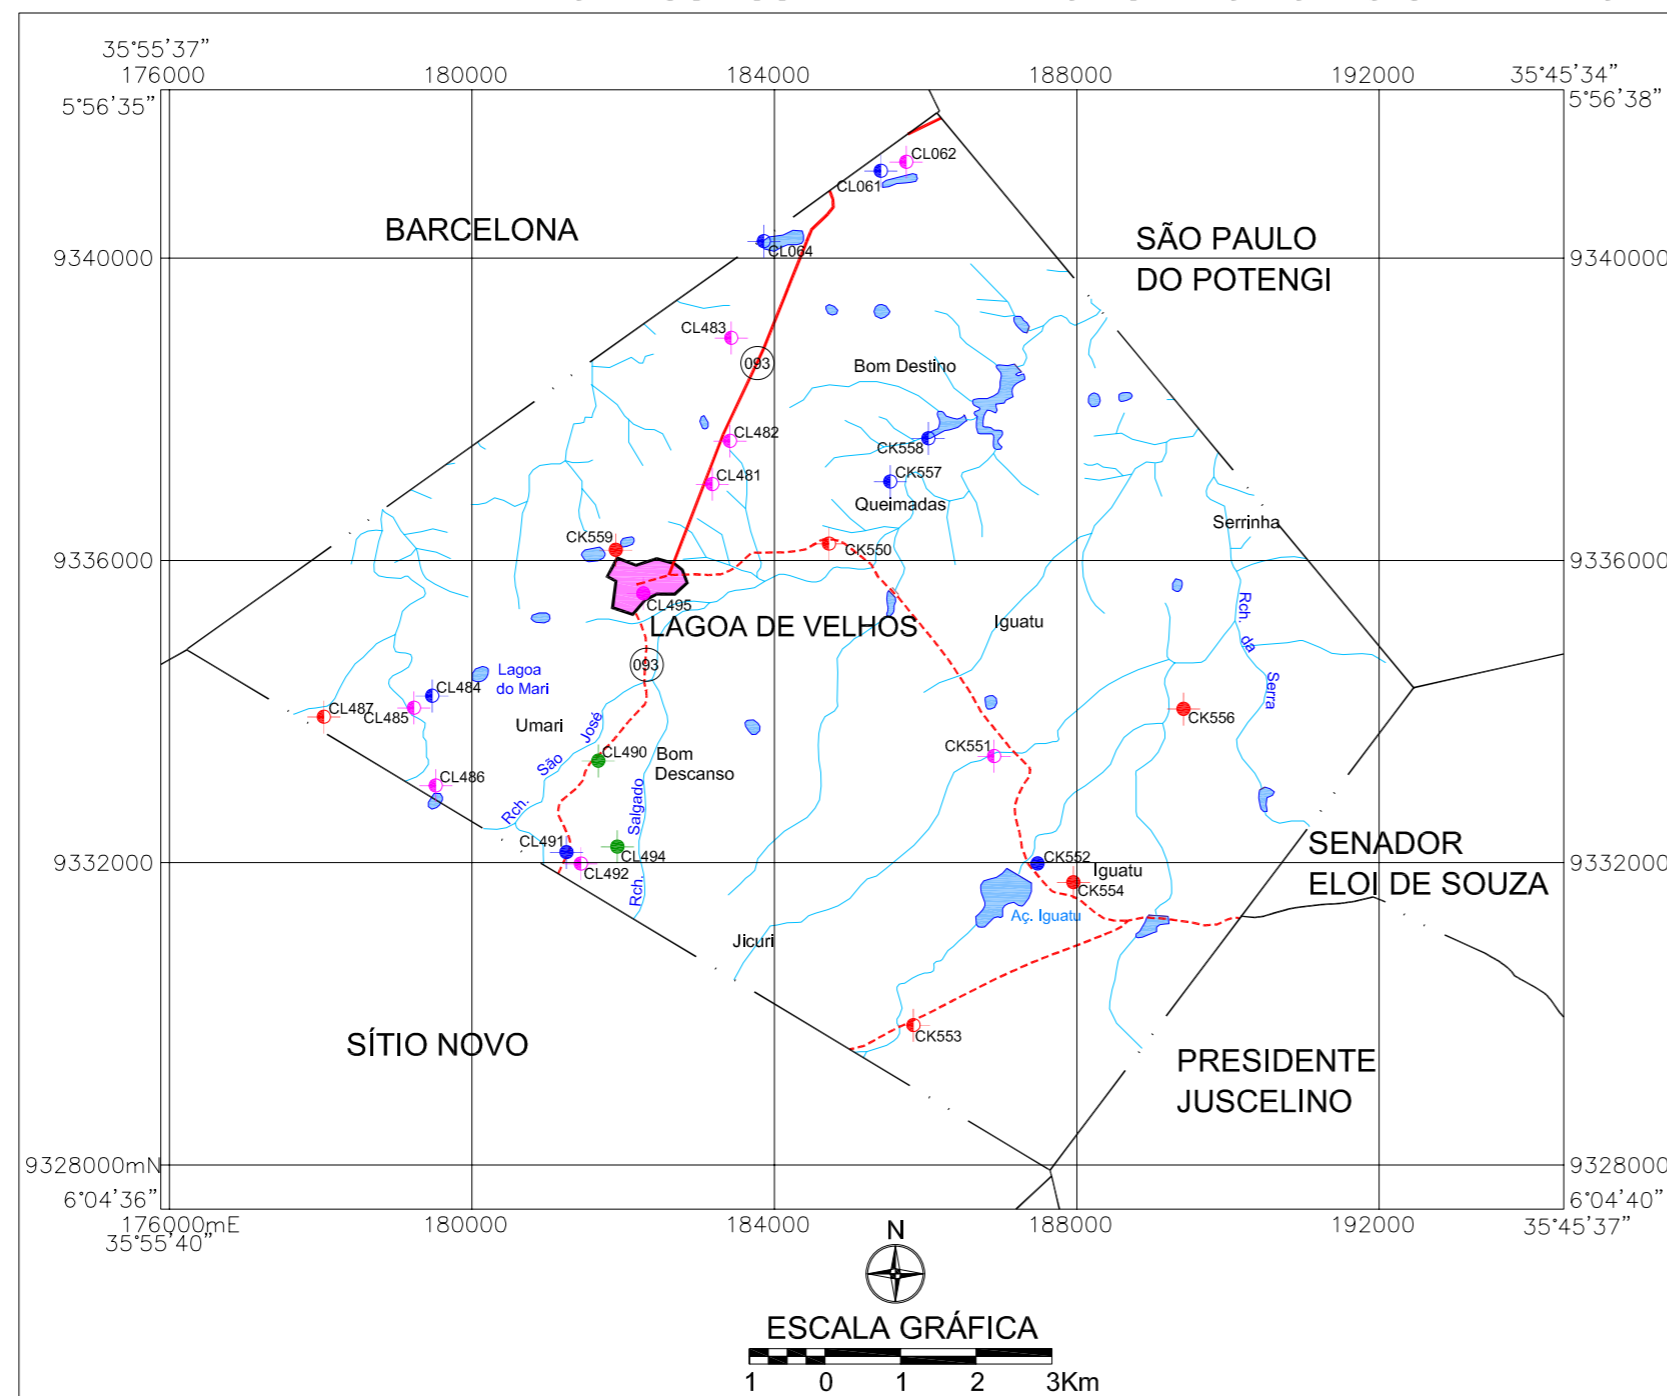 35°55'37" 35°45'34"
176000 180000 184000 188000 192000
5°56'35" 5°56'38"
CL062
CL061
BARCELONA
SÃO PAULO
DO POTENGI
CL064
9340000 9340000
CL483
093
Bom Destino
CL482
CK558
CL481
CK557
Queimadas
Serrinha
CK559
CK550
9336000 9336000
CL495
LAGOA DE VELHOS
Iguatu
Rch. da Serra
093
Lagoa
do Mari
CL484
CL487
CL485
Umari
CK556
Rch. São José
CL490
Bom
Descanso
CK551
CL486
Rch. Salgado
CL491
CL494
CL492
CK552
9332000 9332000
Iguatu
CK554
SENADOR
ELOI DE SOUZA
Aç. Iguatu
Jicuri
SÍTIO NOVO
CK553
PRESIDENTE
JUSCELINO
9328000mN 9328000
6°04'36" 6°04'40"
176000mE 180000 184000 188000 192000
35°55'40" 35°45'37"
N
ESCALA GRÁFICA
1 0 1 2 3Km